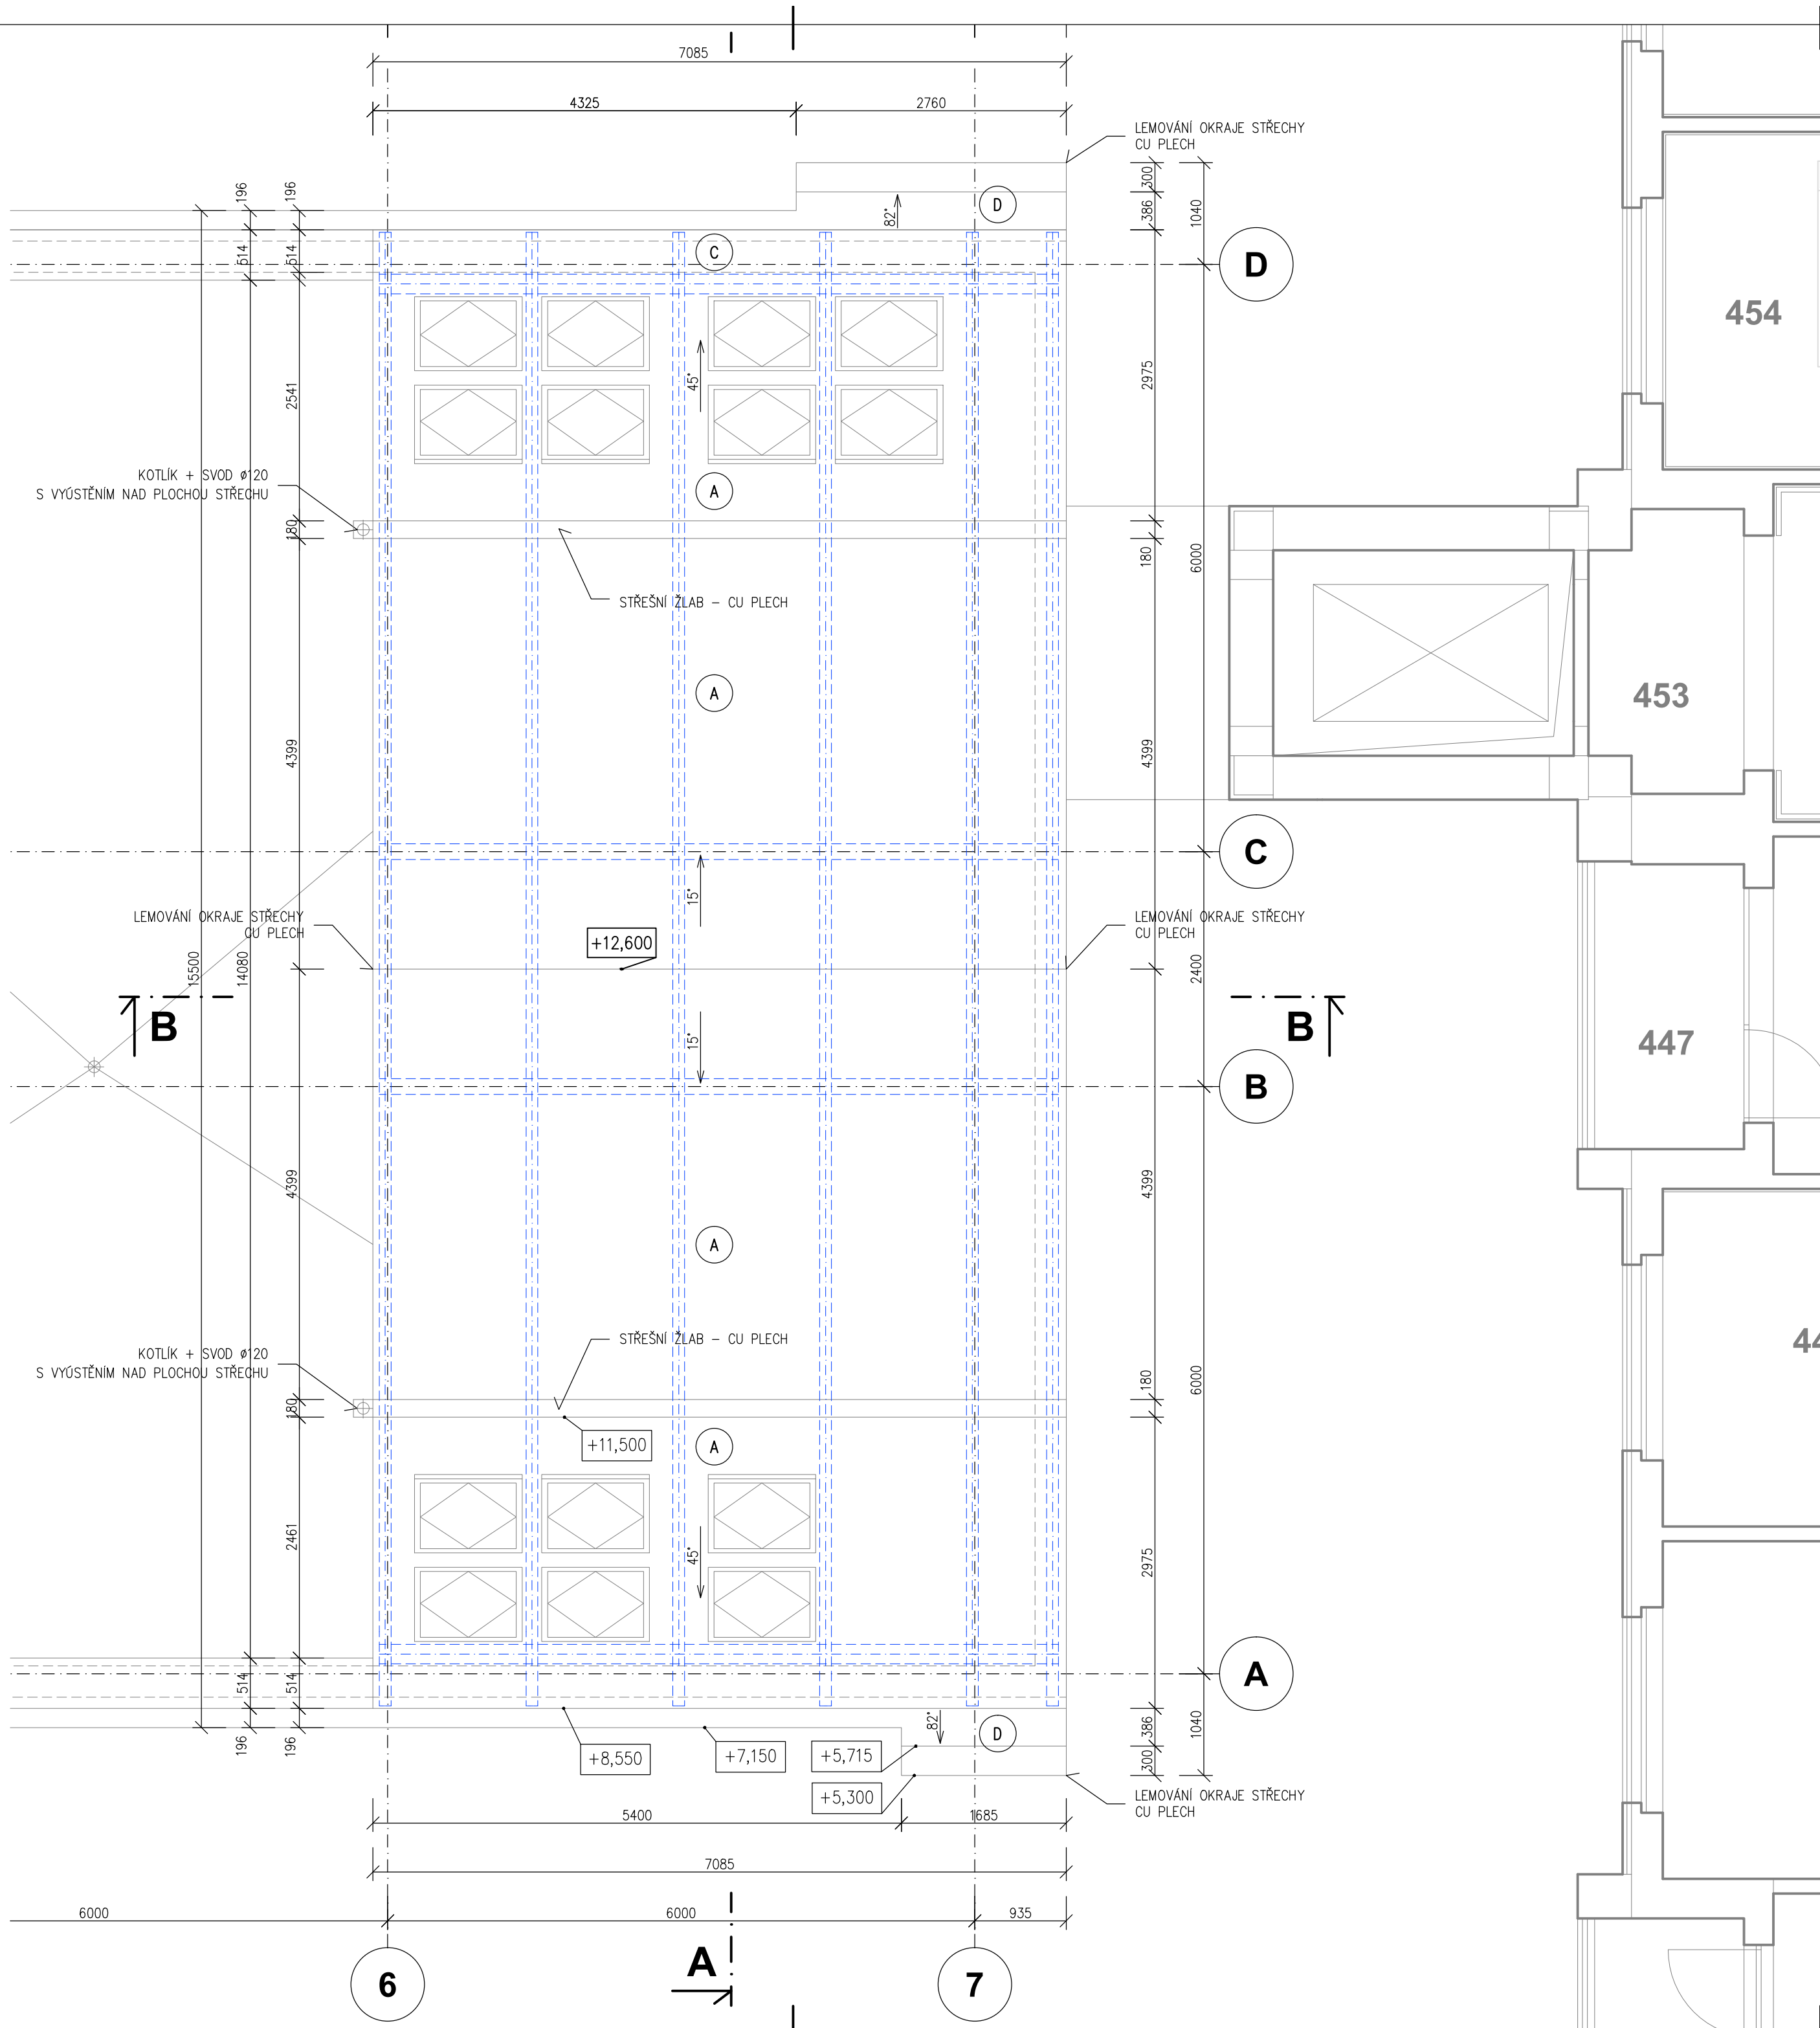 7085
4325
2760
LEMOVÁNÍ OKRAJE STŘECHY
CU PLECH
196
196
300
386
1040
82°
D
514
514
C
D
454
2541
45°
2975
KOTLÍK + SVOD ø120
S VYÚSTĚNÍM NAD PLOCHOU STŘECHU
A
180
180
6000
STŘEŠNÍ ŽLAB – CU PLECH
A
453
4399
4399
C
15°
LEMOVÁNÍ OKRAJE STŘECHY
CU PLECH
+12,600
LEMOVÁNÍ OKRAJE STŘECHY
CU PLECH
15500
14080
2400
B
B
15°
447
B
4399
4399
A
STŘEŠNÍ ŽLAB – CU PLECH
KOTLÍK + SVOD ø120
S VYÚSTĚNÍM NAD PLOCHOU STŘECHU
180
180
6000
+11,500
A
2461
45°
2975
A
514
514
196
196
82°
D
386
300
1040
+8,550
+7,150
+5,715
+5,300
LEMOVÁNÍ OKRAJE STŘECHY
CU PLECH
5400
1685
7085
6000
6000
935
A
6
7